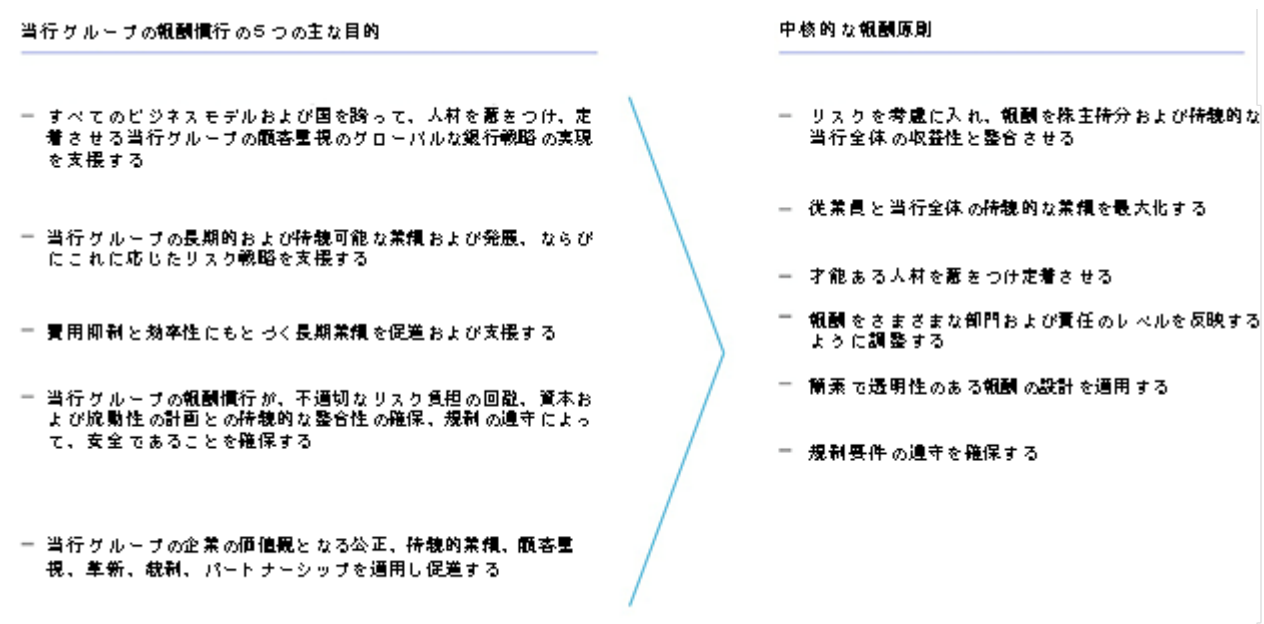 当行グループの報酬慣行の5つの主な目的
― すべてのビジネスモデルおよび国を跨って、人材を惹きつけ、定
着させる当行グループの顧客重視のグローバルな銀行戦略の実現
を支援する
― 当行グループの長期的および持続可能な業績および発展、ならび
にこれに応じたリスク戦略を支援する
― 費用抑制と効率性にもとづく長期業績を促進および支援する
― 当行グループの報酬慣行が、不適切なリスク負担の回避、資本お
よび流動性の計画との持続的な整合性の確保、規制の遵守によっ
て、安全であることを確保する
― 当行グループの企業の価値観となる公正、持続的業績、顧客重
視、革新、規制、パートナーシップを適用し促進する
中核的な報酬原則
― リスクを考慮に入れ、報酬を株主持分および持続的な
当行全体の収益性と整合させる
― 従業員と当行全体の持続的な業績を最大化する
― 才能ある人材を惹きつけ定着させる
― 報酬をさまざまな部門および責任のレベルを反映する
ように調整する
― 簡素で透明性のある報酬の設計を適用する
― 規制要件の遵守を確保する